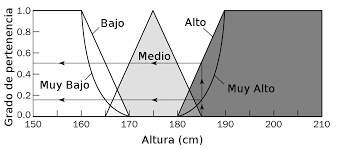 1.0
0.8
0.6
0.4
0.2
0.0
Grado de pertenencia
Bajo
Alto
Medio
Muy Bajo
Muy Alto
150
160
170
180
190
200
210
Altura (cm)